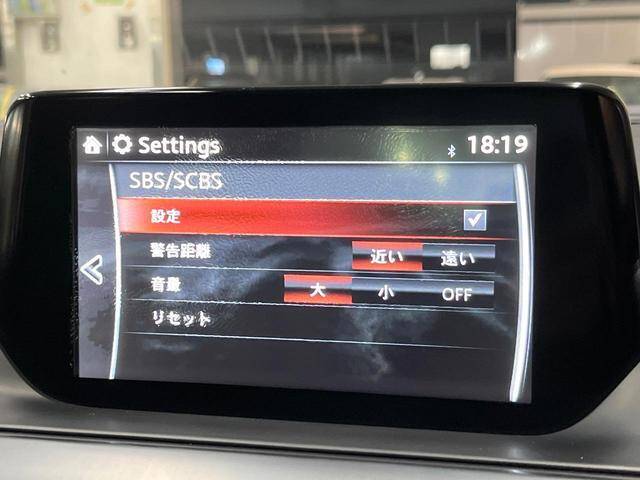 Settings 18:19
SBS/SCBS
設定
警告距離 近い 遠い
音量 大 小 OFF
リセット